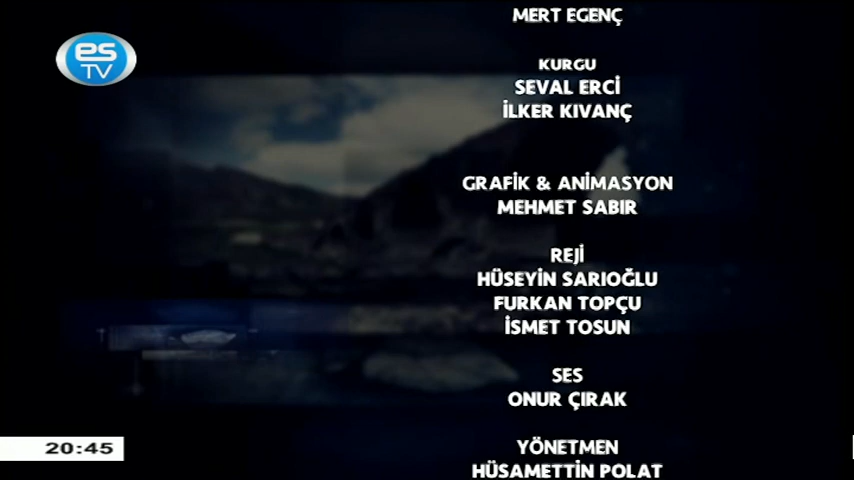 MERT EGENÇ
es
TV
KURGU
SEVAL ERCİ
İLKER KIVANÇ
GRAFİK & ANİMASYON
MEHMET SABIR
REJİ
HÜSEYİN SARIOĞLU
FURKAN TOPÇU
İSMET TOSUN
SES
ONUR ÇIRAK
YÖNETMEN
HÜSAMETTİN POLAT
20:45